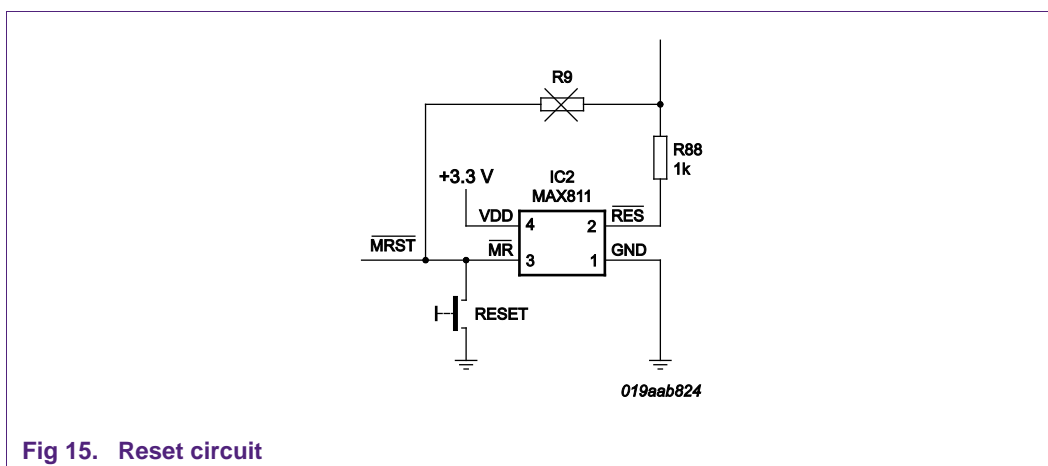 R9
R88
1k
+3.3 V
IC2
MAX811
VDD
4
2
RES
MRST
MR
3
1
GND
RESET
019aab824
Fig 15. Reset circuit